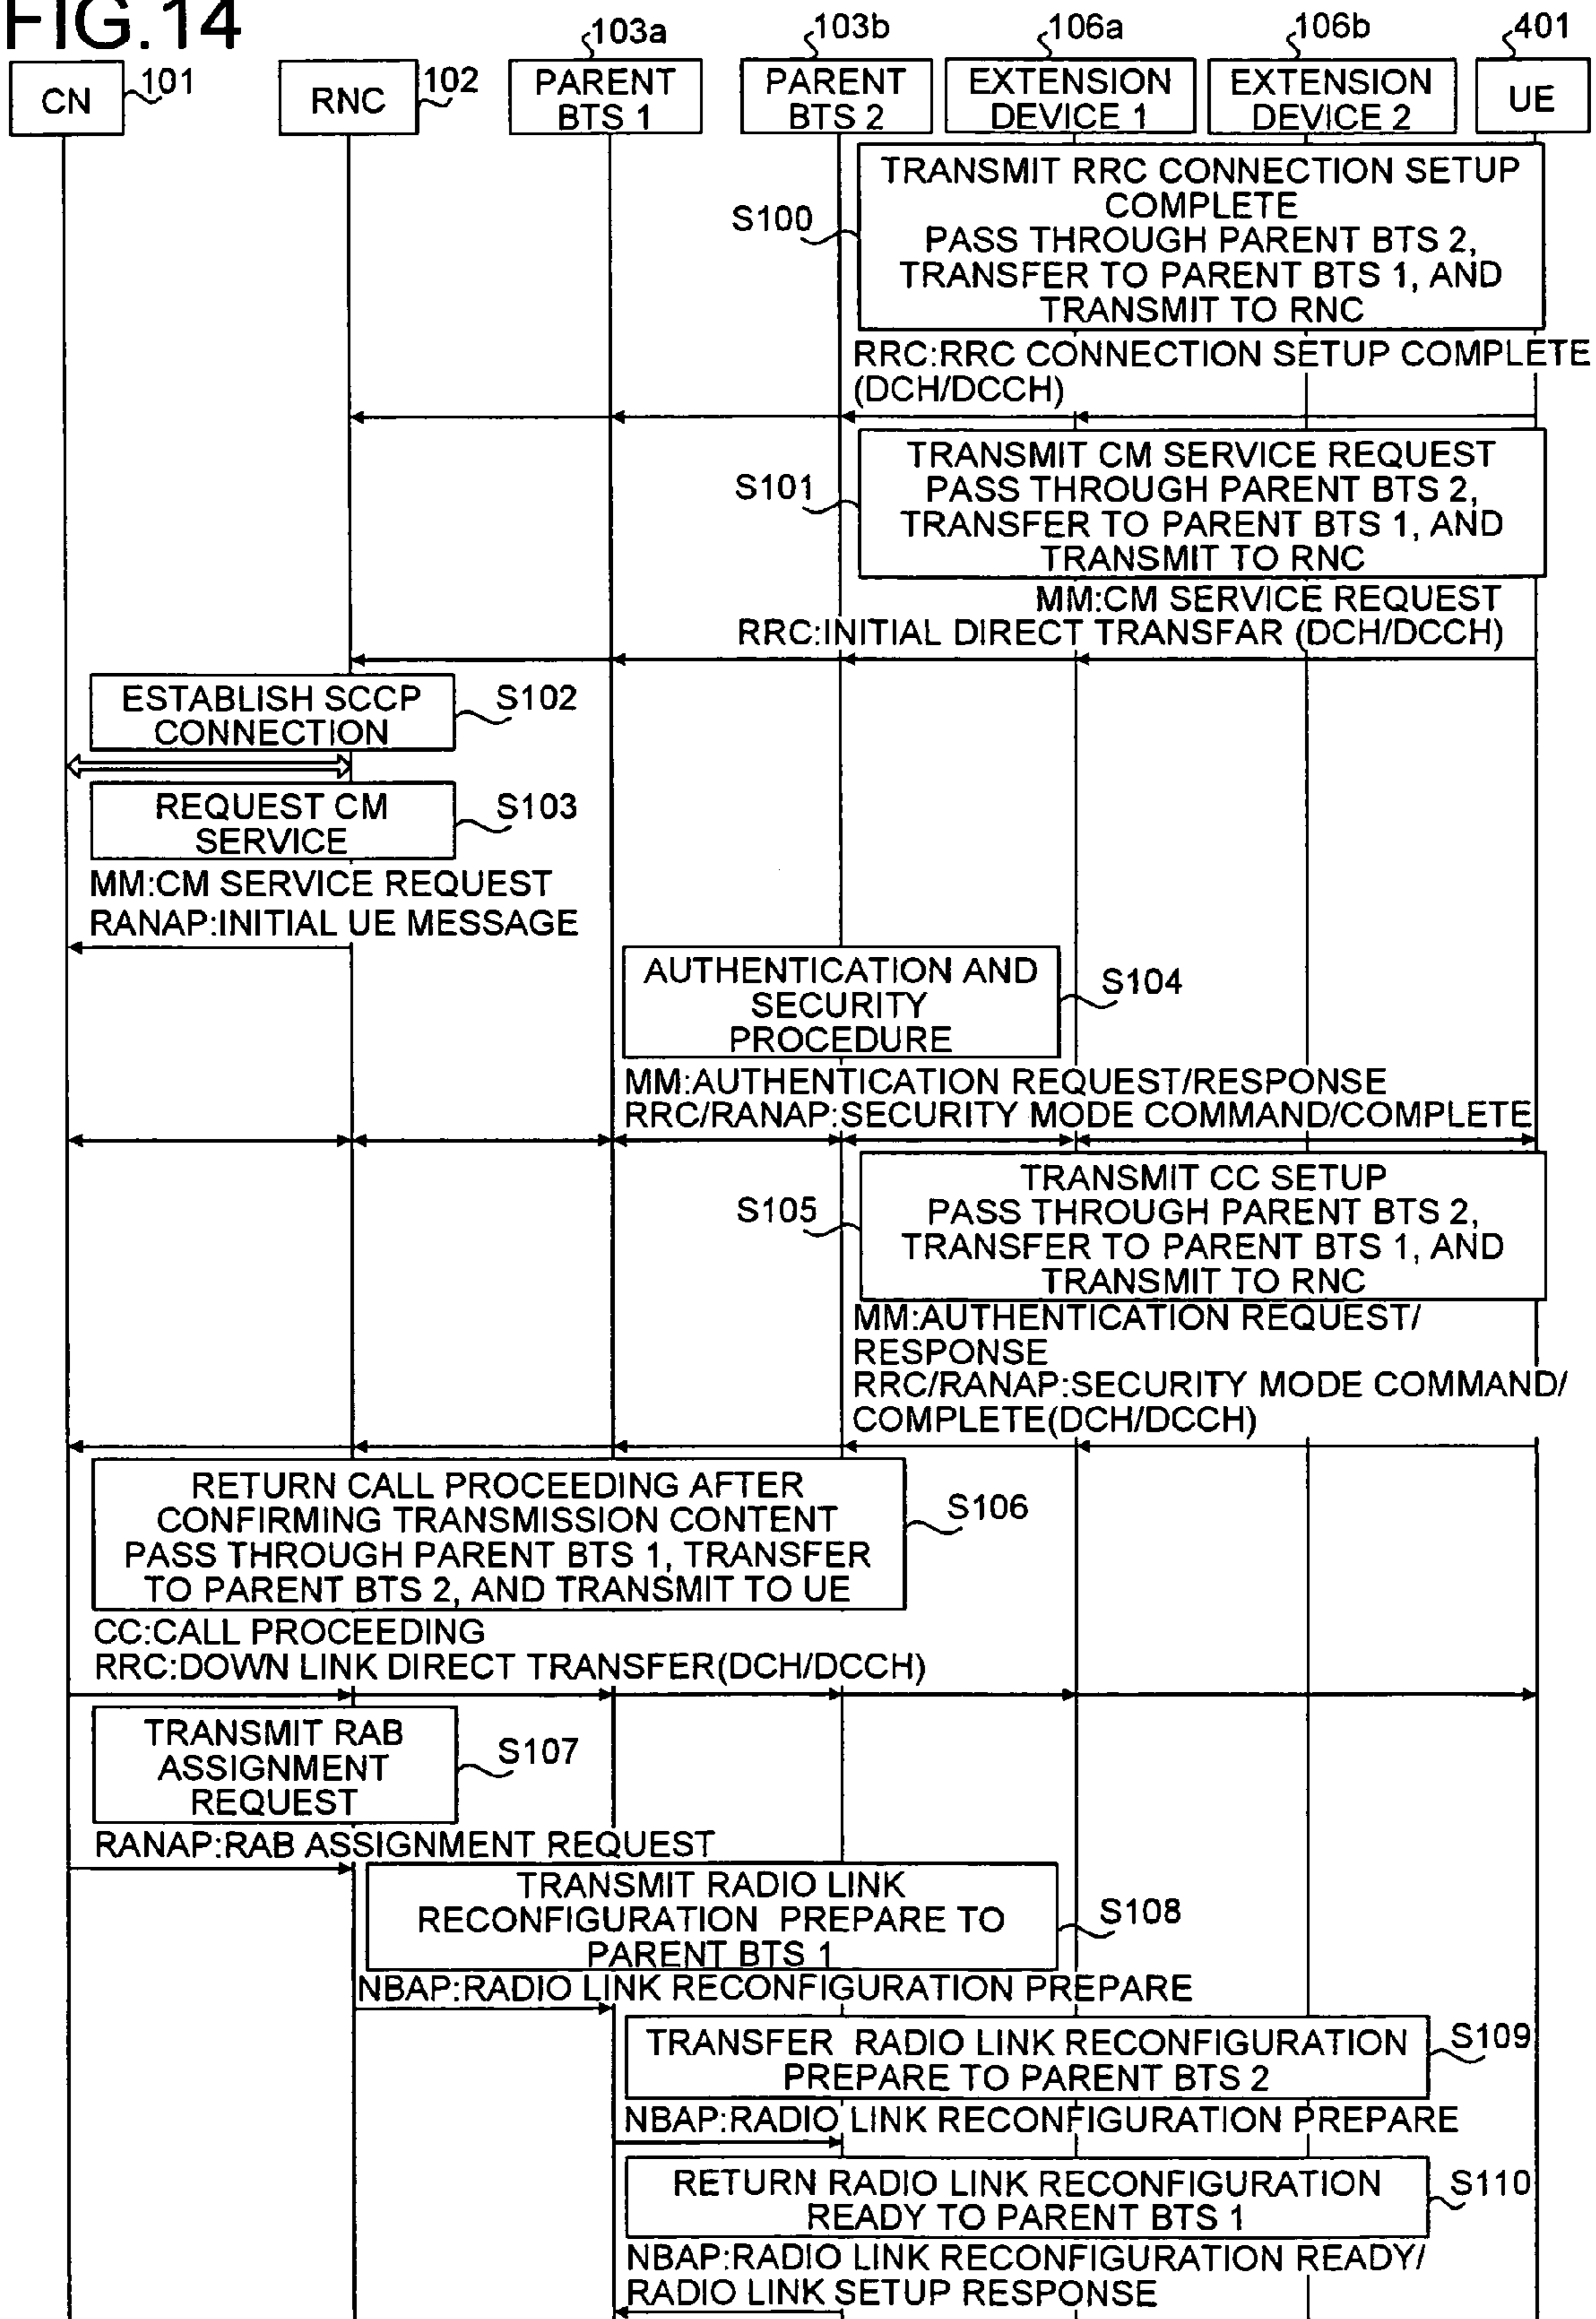 FIG.14
103a
103b
106a
106b
401
CN
101
RNC
102
PARENT
BTS 1
PARENT
BTS 2
EXTENSION
DEVICE 1
EXTENSION
DEVICE 2
UE
S100
TRANSMIT RRC CONNECTION SETUP
COMPLETE
PASS THROUGH PARENT BTS 2,
TRANSFER TO PARENT BTS 1, AND
TRANSMIT TO RNC
RRC:RRC CONNECTION SETUP COMPLETE
(DCH/DCCH)
S101
TRANSMIT CM SERVICE REQUEST
PASS THROUGH PARENT BTS 2,
TRANSFER TO PARENT BTS 1, AND
TRANSMIT TO RNC
MM:CM SERVICE REQUEST
RRC:INITIAL DIRECT TRANSFAR (DCH/DCCH)
ESTABLISH SCCP
CONNECTION
S102
REQUEST CM
SERVICE
S103
MM:CM SERVICE REQUEST
RANAP:INITIAL UE MESSAGE
AUTHENTICATION AND
SECURITY
PROCEDURE
S104
MM:AUTHENTICATION REQUEST/RESPONSE
RRC/RANAP:SECURITY MODE COMMAND/COMPLETE
S105
TRANSMIT CC SETUP
PASS THROUGH PARENT BTS 2,
TRANSFER TO PARENT BTS 1, AND
TRANSMIT TO RNC
MM:AUTHENTICATION REQUEST/
RESPONSE
RRC/RANAP:SECURITY MODE COMMAND/
COMPLETE(DCH/DCCH)
RETURN CALL PROCEEDING AFTER
CONFIRMING TRANSMISSION CONTENT
PASS THROUGH PARENT BTS 1, TRANSFER
TO PARENT BTS 2, AND TRANSMIT TO UE
S106
CC:CALL PROCEEDING
RRC:DOWN LINK DIRECT TRANSFER(DCH/DCCH)
TRANSMIT RAB
ASSIGNMENT
REQUEST
S107
RANAP:RAB ASSIGNMENT REQUEST
TRANSMIT RADIO LINK
RECONFIGURATION PREPARE TO
PARENT BTS 1
S108
NBAP:RADIO LINK RECONFIGURATION PREPARE
TRANSFER RADIO LINK RECONFIGURATION
PREPARE TO PARENT BTS 2
S109
NBAP:RADIO LINK RECONFIGURATION PREPARE
RETURN RADIO LINK RECONFIGURATION
READY TO PARENT BTS 1
S110
NBAP:RADIO LINK RECONFIGURATION READY/
RADIO LINK SETUP RESPONSE